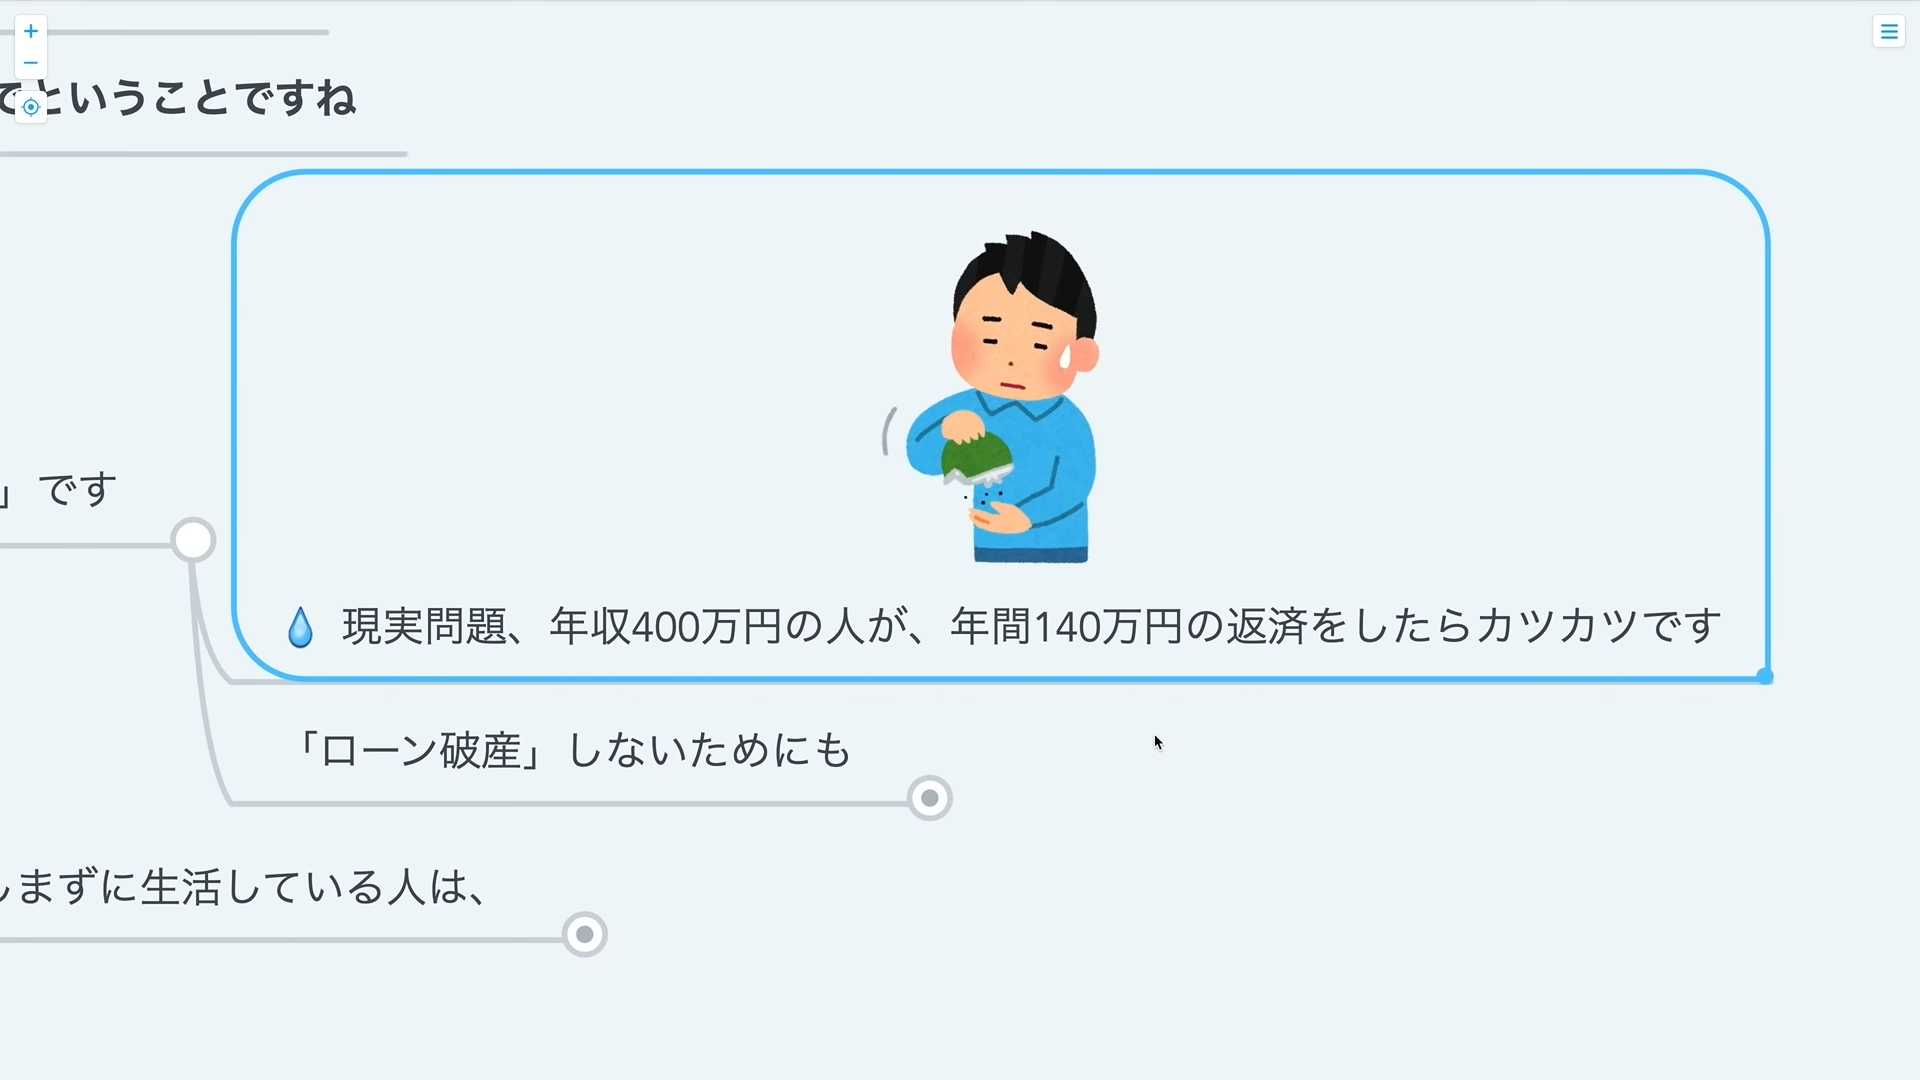 てということですね
」です
💧 現実問題、年収400万円の人が、年間140万円の返済をしたらカツカツです
「ローン破産」しないためにも
しまずに生活している人は、